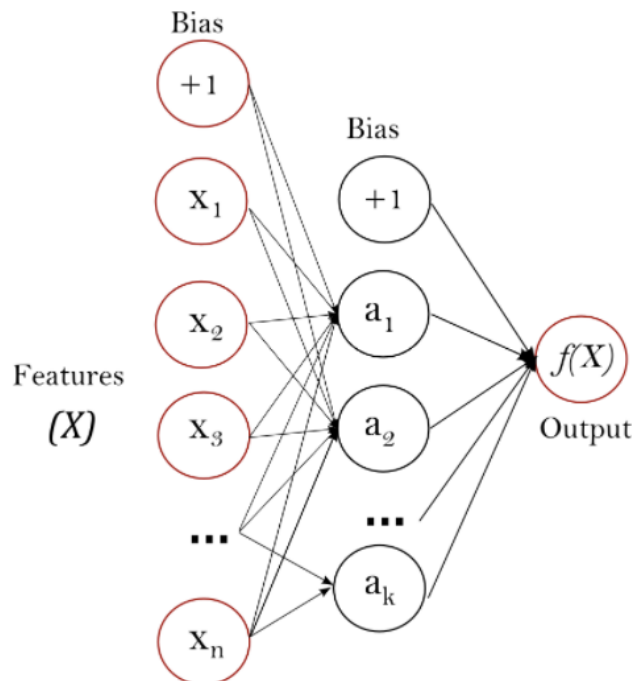 Bias
+1
x₁
x₂
x₃
...
xₙ
Features
(X)
Bias
+1
a₁
a₂
...
aₖ
f(X)
Output